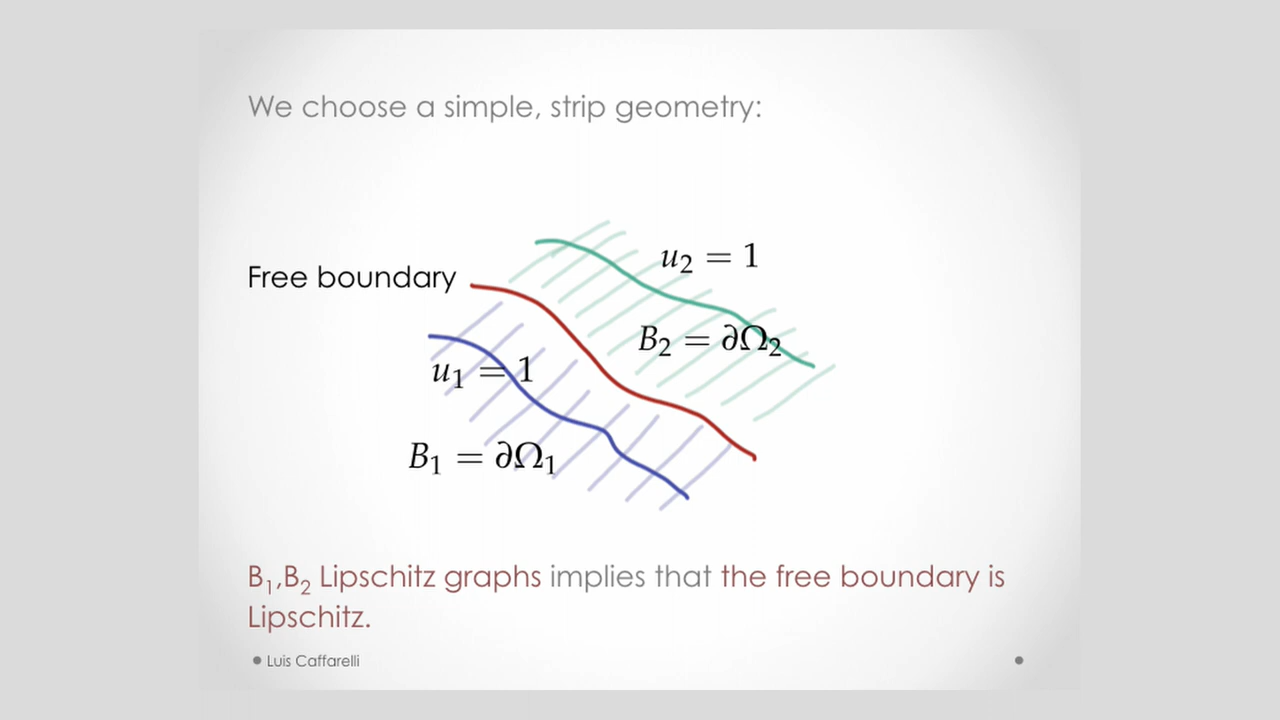 We choose a simple, strip geometry:
u₂ = 1
Free boundary
B₂ = ∂Ω₂
u₁ = 1
B₁ = ∂Ω₁
B₁,B₂ Lipschitz graphs implies that the free boundary is
Lipschitz.
• Luis Caffarelli